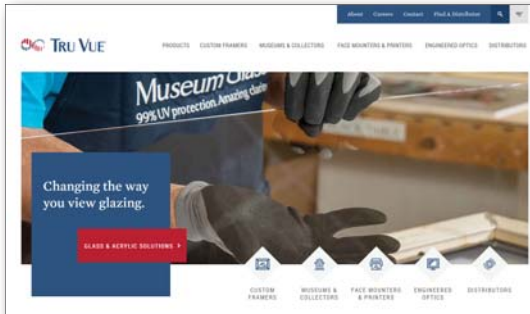 About Careers Contact Find A Distributor
TRU VUE
PRODUCTS CUSTOM FRAMERS MUSEUMS & COLLECTORS FACE MOUNTERS & PRINTERS ENGINEERED OPTICS DISTRIBUTORS
Museum Glass
99% UV protection. Amazing clarity
Changing the way
you view glazing.
GLASS & ACRYLIC SOLUTIONS >
CUSTOM
FRAMERS
MUSEUMS &
COLLECTORS
FACE MOUNTERS
& PRINTERS
ENGINEERED
OPTICS
DISTRIBUTORS